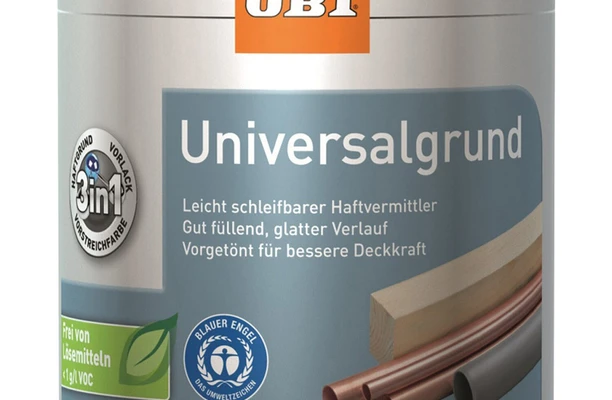 OBI
Universalgrund
HAFTGRUND VORLACK
3in1
VORSTREICHFARBE
Leicht schleifbarer Haftvermittler
Gut füllend, glatter Verlauf
Vorgetönt für bessere Deckkraft
Frei von
Lösemitteln
< 1 g/l VOC
BLAUER ENGEL
DAS UMWELTZEICHEN